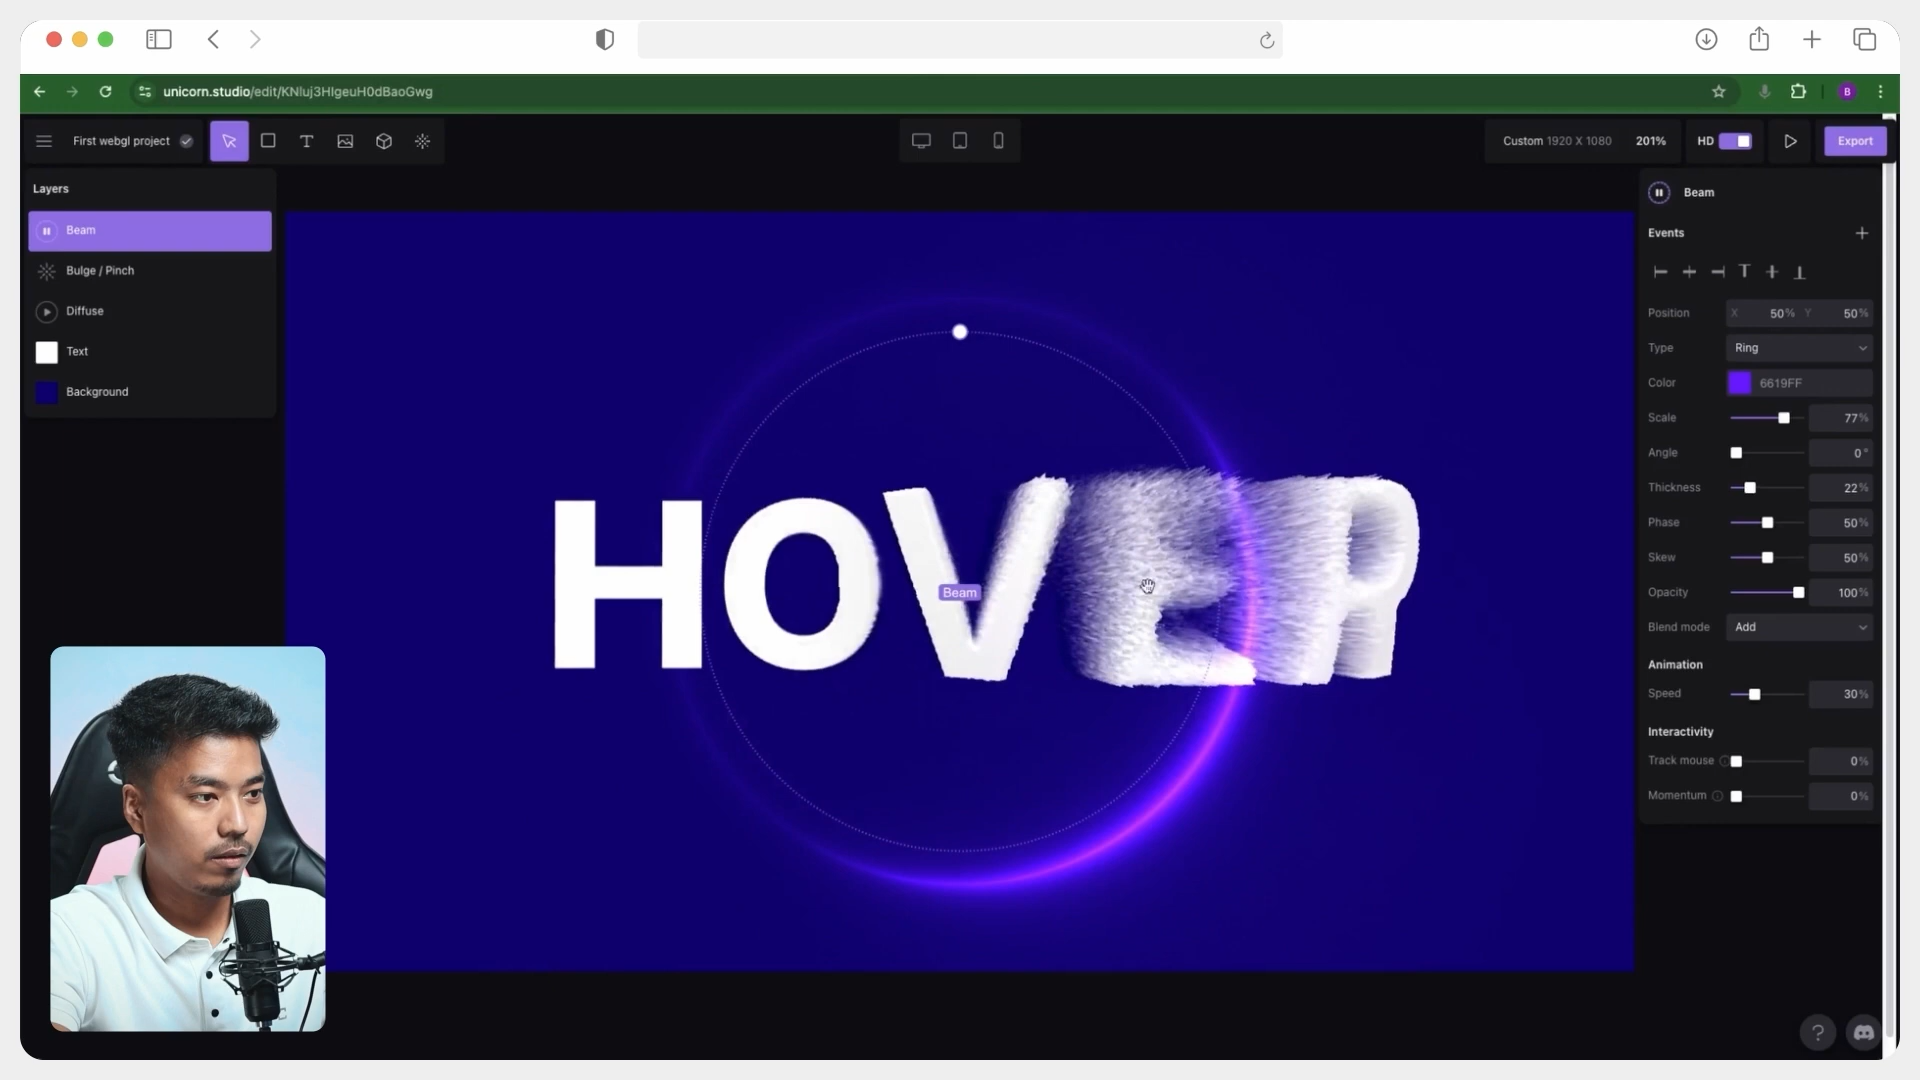 unicorn.studio/edit/KNluj3HIgeuH0dBaoGwg
B
First webgl project
T
Custom 1920 X 1080
201%
HD
Export
Layers
Beam
Bulge / Pinch
Diffuse
Text
Background
HOVER
Beam
Beam
Events
Position X 50% Y 50%
Type Ring
Color 6619FF
Scale 77%
Angle 0°
Thickness 22%
Phase 50%
Skew 50%
Opacity 100%
Blend mode Add
Animation
Speed 30%
Interactivity
Track mouse 0%
Momentum 0%
?